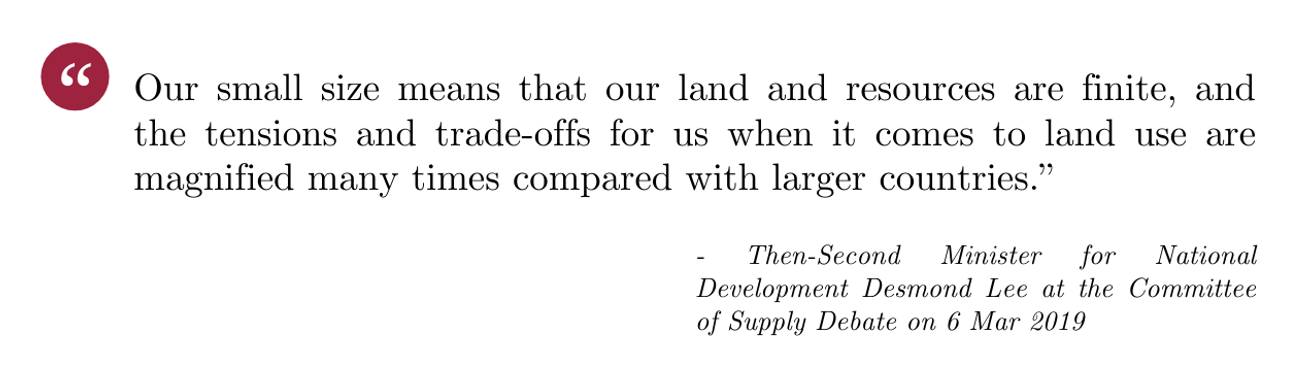 “ Our small size means that our land and resources are finite, and
the tensions and trade-offs for us when it comes to land use are
magnified many times compared with larger countries.”
- Then-Second Minister for National
Development Desmond Lee at the Committee
of Supply Debate on 6 Mar 2019